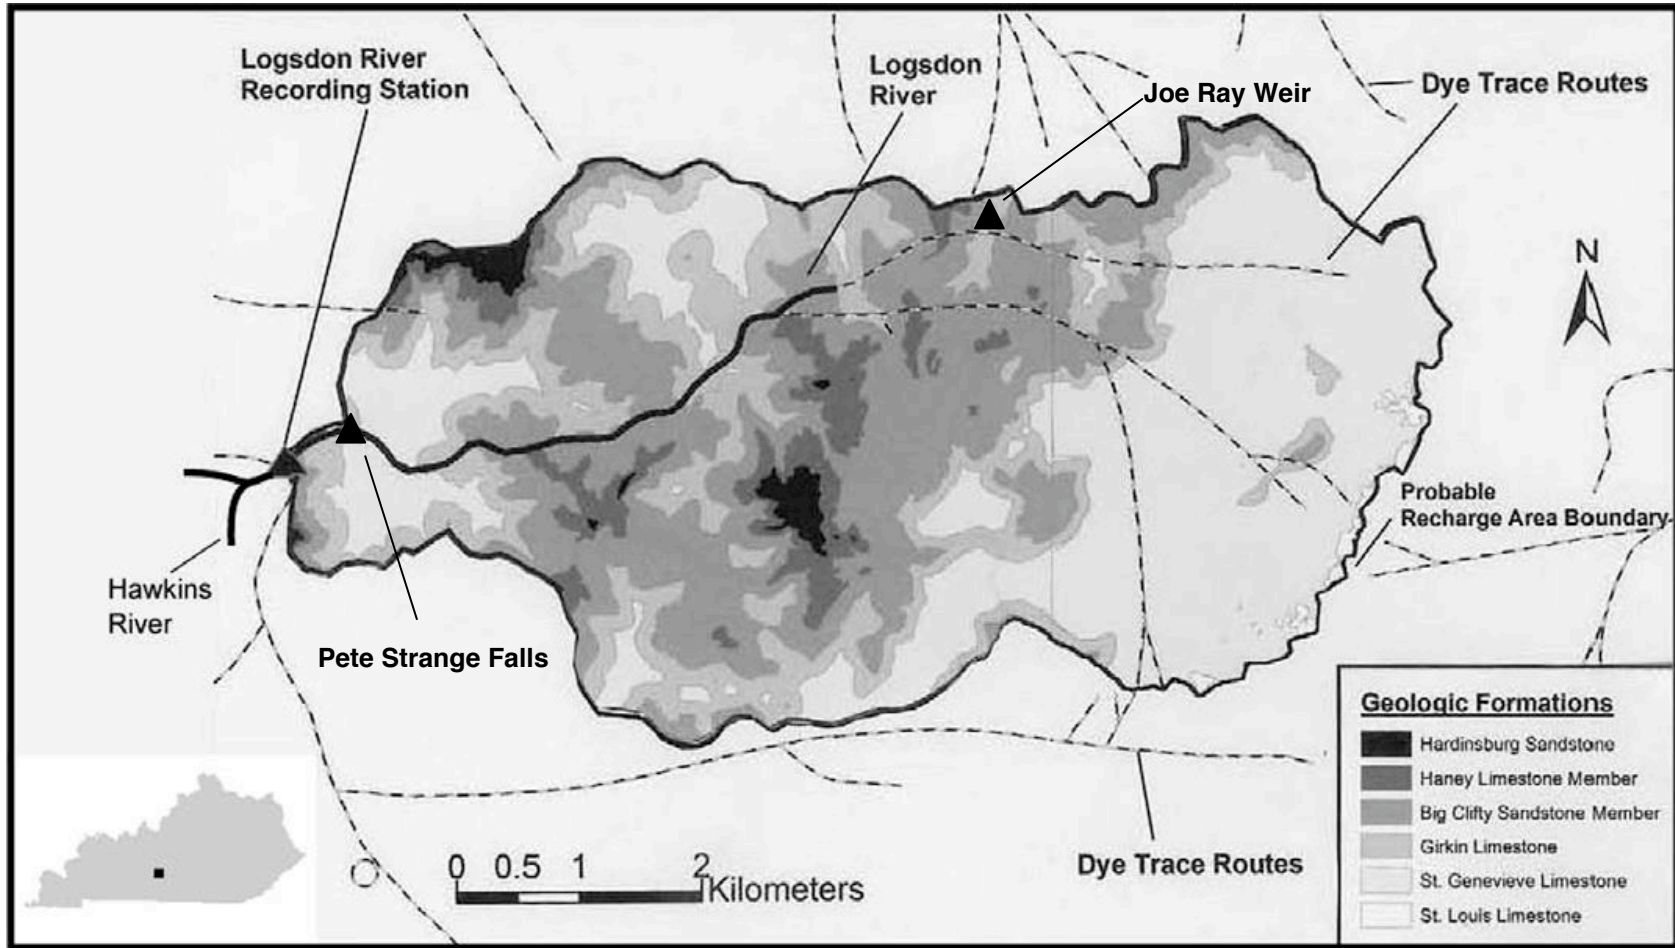 Logsdon River
Recording Station
Logsdon
River
Joe Ray Weir
Dye Trace Routes
N
Probable
Recharge Area Boundary
Hawkins
River
Pete Strange Falls
Dye Trace Routes
0 0.5 1 2
Kilometers
Geologic Formations
Hardinsburg Sandstone
Haney Limestone Member
Big Clifty Sandstone Member
Girkin Limestone
St. Genevieve Limestone
St. Louis Limestone